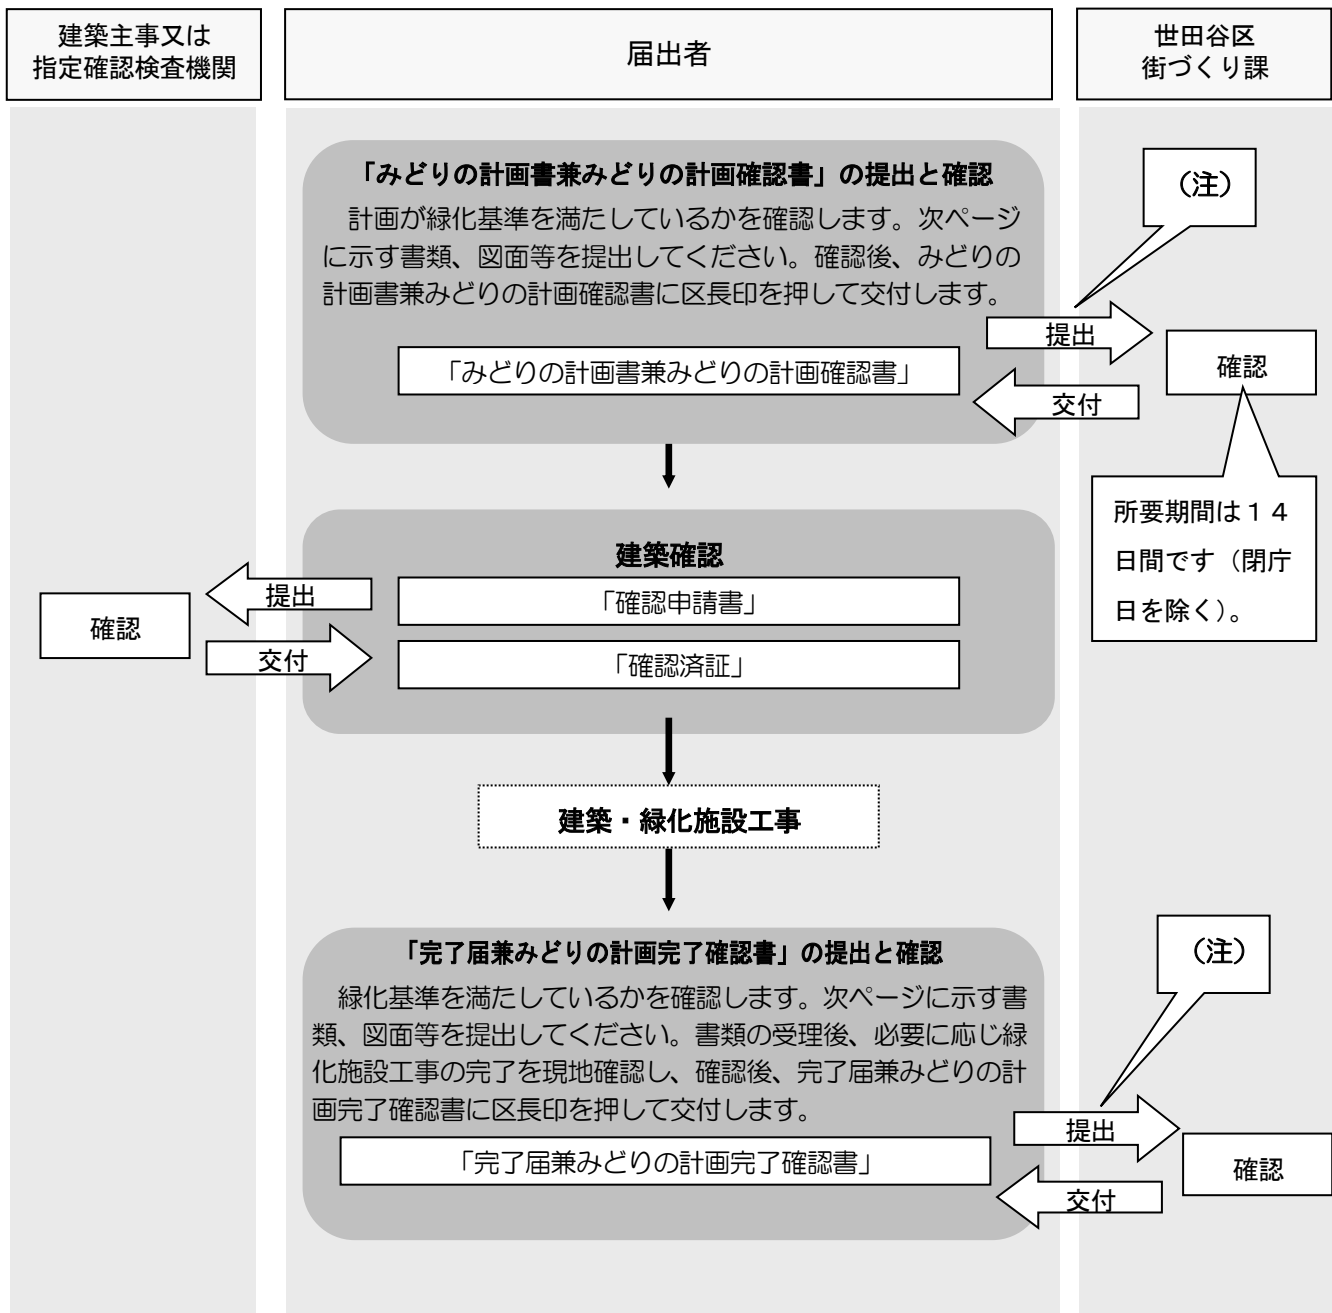 建築主事又は
指定確認検査機関
届出者
世田谷区
街づくり課
「みどりの計画書兼みどりの計画確認書」の提出と確認
計画が緑化基準を満たしているかを確認します。次ページ
に示す書類、図面等を提出してください。確認後、みどりの
計画書兼みどりの計画確認書に区長印を押して交付します。
（注）
提出
「みどりの計画書兼みどりの計画確認書」
確認
交付
所要期間は１４
日間です（閉庁
日を除く）。
建築確認
提出
「確認申請書」
確認
交付
「確認済証」
建築・緑化施設工事
「完了届兼みどりの計画完了確認書」の提出と確認
緑化基準を満たしているかを確認します。次ページに示す書
類、図面等を提出してください。書類の受理後、必要に応じ緑
化施設工事の完了を現地確認し、確認後、完了届兼みどりの計
画完了確認書に区長印を押して交付します。
（注）
提出
「完了届兼みどりの計画完了確認書」
確認
交付